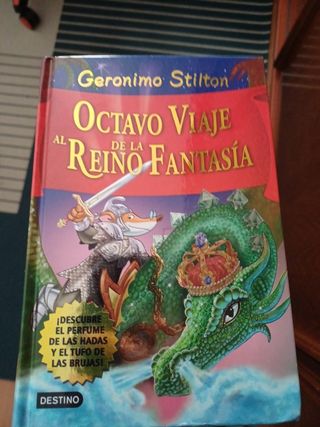 Geronimo Stilton
OCTAVO VIAJE
AL REINO DE LA FANTASÍA
¡DESCUBRE
EL PERFUME
DE LAS HADAS
Y EL TUFO DE
LAS BRUJAS!
DESTINO